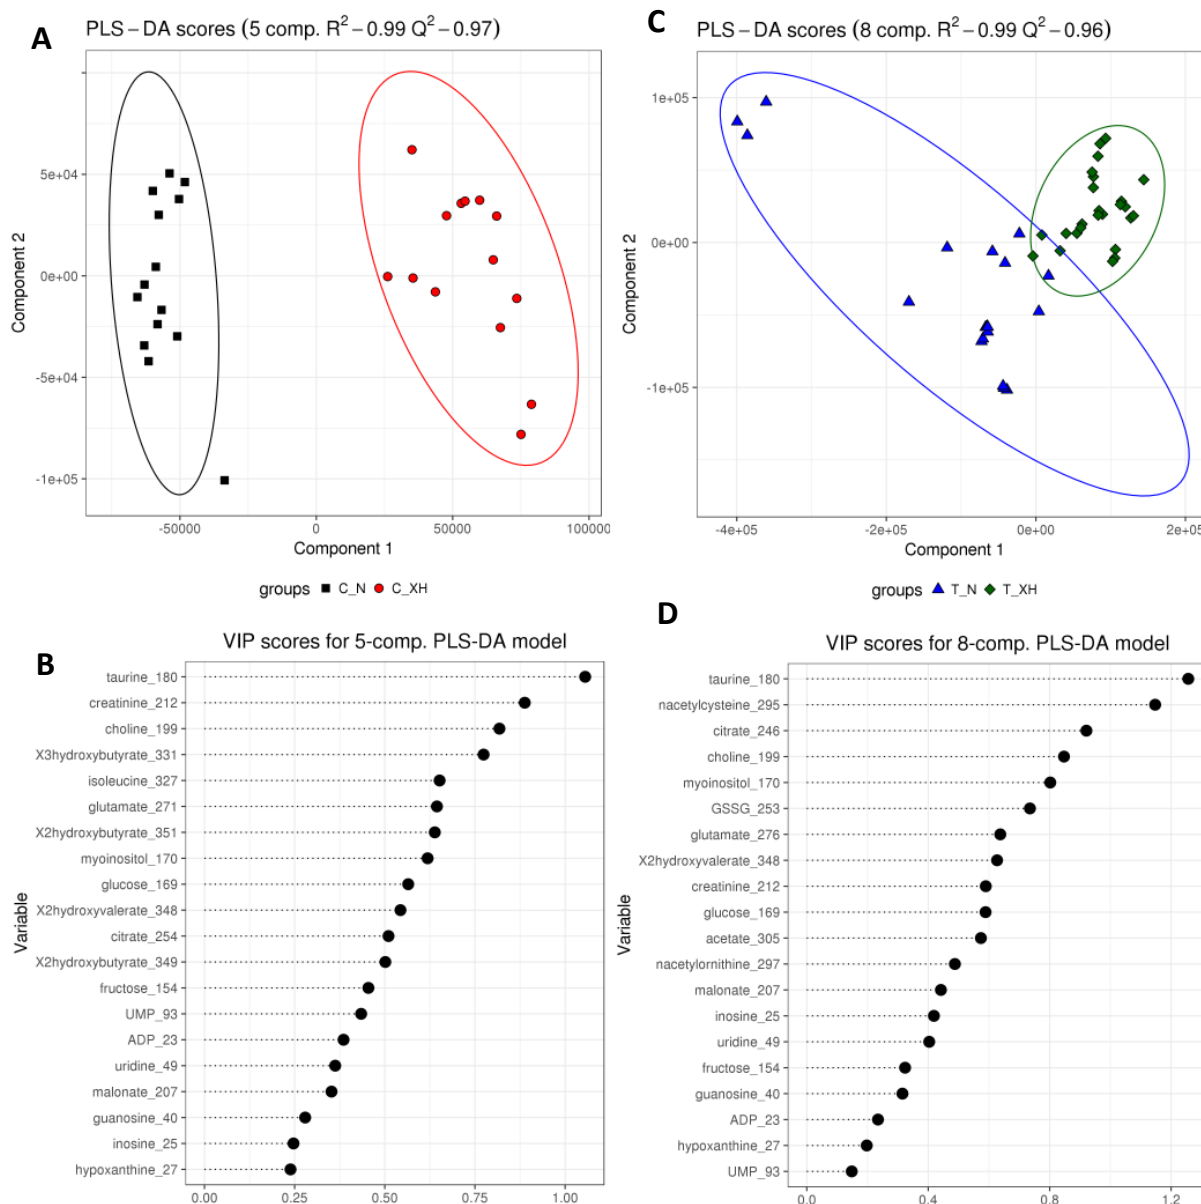 A
PLS − DA scores (5 comp. R² − 0.99 Q² − 0.97)
Component 2
5e+04
0e+00
-5e+04
-1e+05
-50000
0
50000
100000
Component 1
groups C_N C_XH
C
PLS − DA scores (8 comp. R² − 0.99 Q² − 0.96)
Component 2
1e+05
0e+00
-1e+05
-4e+05
-2e+05
0e+00
2e+05
Component 1
groups T_N T_XH
B
VIP scores for 5-comp. PLS-DA model
Variable
taurine_180
creatinine_212
choline_199
X3hydroxybutyrate_331
isoleucine_327
glutamate_271
X2hydroxybutyrate_351
myoinositol_170
glucose_169
X2hydroxyvalerate_348
citrate_254
X2hydroxybutyrate_349
fructose_154
UMP_93
ADP_23
uridine_49
malonate_207
guanosine_40
inosine_25
hypoxanthine_27
0.00
0.25
0.50
0.75
1.00
D
VIP scores for 8-comp. PLS-DA model
Variable
taurine_180
nacetylcysteine_295
citrate_246
choline_199
myoinositol_170
GSSG_253
glutamate_276
X2hydroxyvalerate_348
creatinine_212
glucose_169
acetate_305
nacetylornithine_297
malonate_207
inosine_25
uridine_49
fructose_154
guanosine_40
ADP_23
hypoxanthine_27
UMP_93
0.0
0.4
0.8
1.2